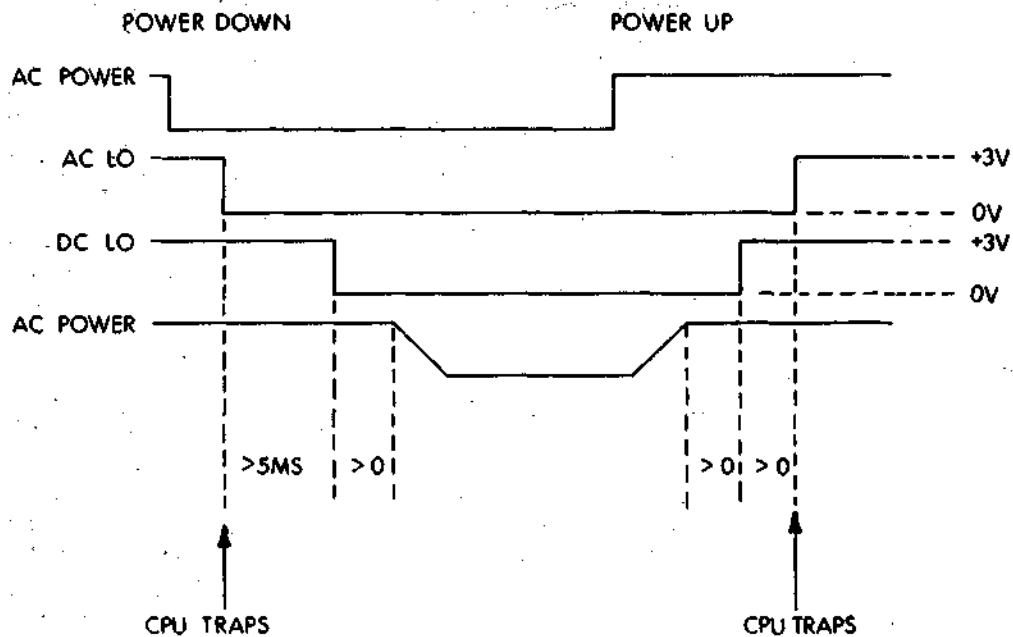 POWER DOWN POWER UP
AC POWER
AC LO +3V
0V
DC LO +3V
0V
AC POWER
>5MS >0 >0 >0
CPU TRAPS CPU TRAPS